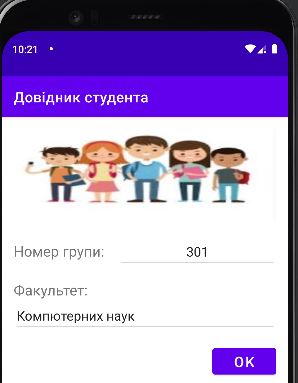 10:21
Довідник студента
Номер групи: 301
Факультет:
Компютерних наук
OK